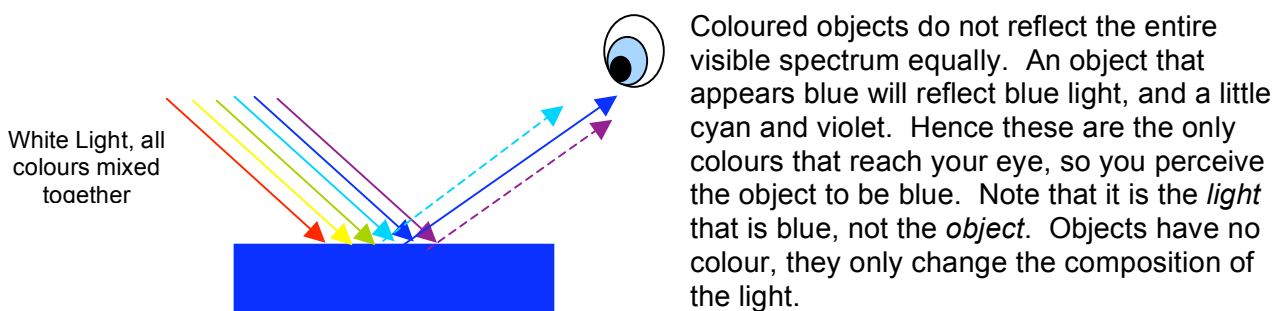 White Light, all
colours mixed
together
Coloured objects do not reflect the entire
visible spectrum equally.  An object that
appears blue will reflect blue light, and a little
cyan and violet.  Hence these are the only
colours that reach your eye, so you perceive
the object to be blue.  Note that it is the light
that is blue, not the object.  Objects have no
colour, they only change the composition of
the light.